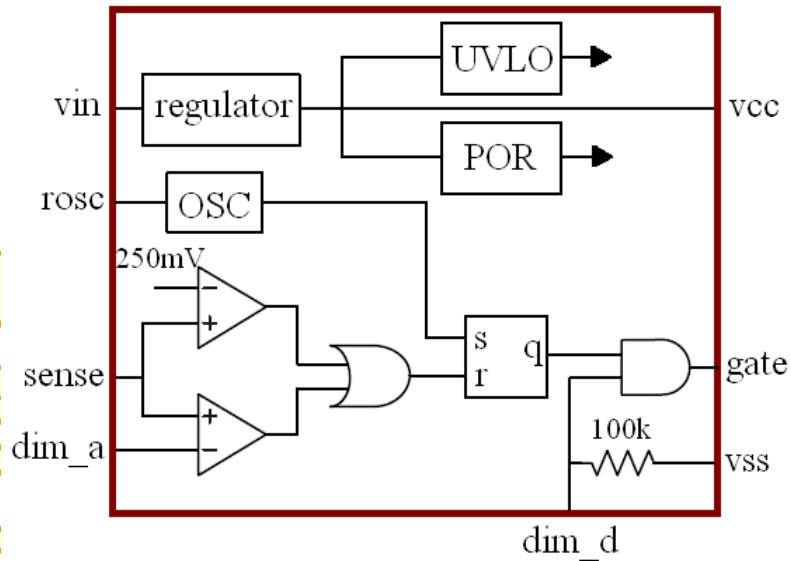 UVLO
vin
regulator
vcc
POR
rosc
OSC
250mV
−
+
s
q
r
sense
gate
+
−
dim_a
100k
vss
dim_d